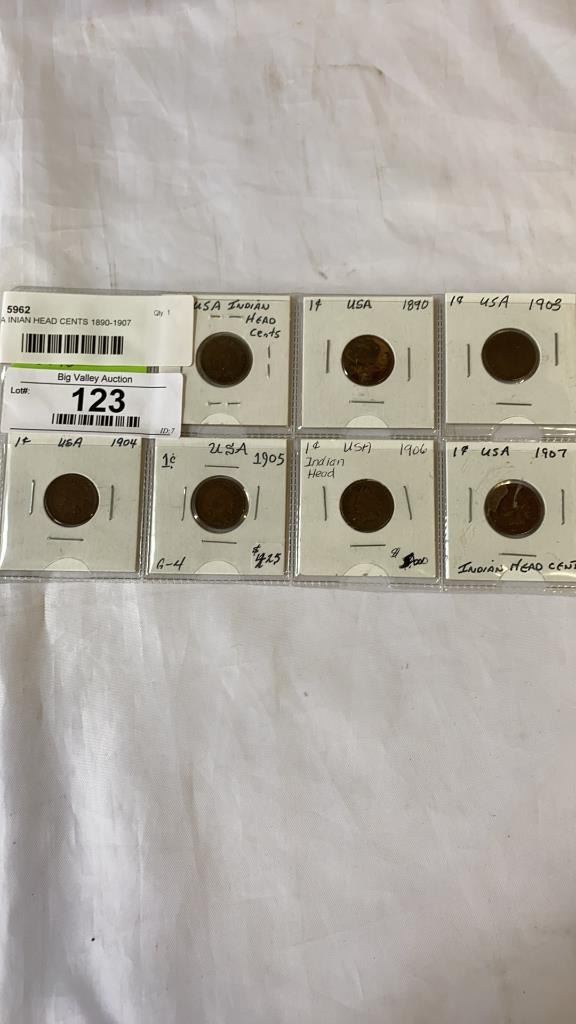 5962
Qty 1
A INIAN HEAD CENTS 1890-1907
Big Valley Auction
Lot#:
123
ID:7
USA INDIAN
HEAD
Cents
1¢ USA 1890
1¢ USA 1903
1¢ USA 1904
1¢ USA 1905
G-4
1¢ USA 1906
Indian
Head
1¢ USA 1907
INDIAN HEAD CENT